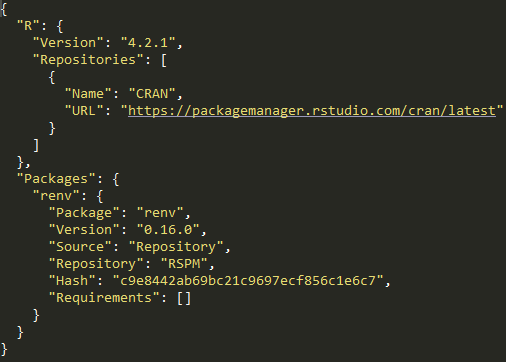 {
  "R": {
    "Version": "4.2.1",
    "Repositories": [
      {
        "Name": "CRAN",
        "URL": "https://packagemanager.rstudio.com/cran/latest"
      }
    ]
  },
  "Packages": {
    "renv": {
      "Package": "renv",
      "Version": "0.16.0",
      "Source": "Repository",
      "Repository": "RSPM",
      "Hash": "c9e8442ab69bc21c9697ecf856c1e6c7",
      "Requirements": []
    }
  }
}